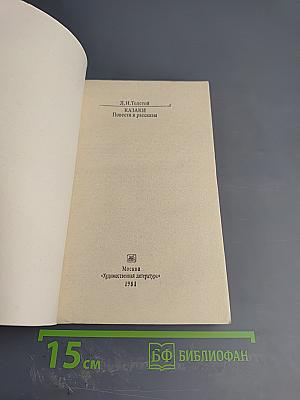 Л.Н.Толстой
КАЗАКИ
Повести и рассказы
Москва
«Художественная литература»
1981
15 см
БФ БИБЛИОФАН